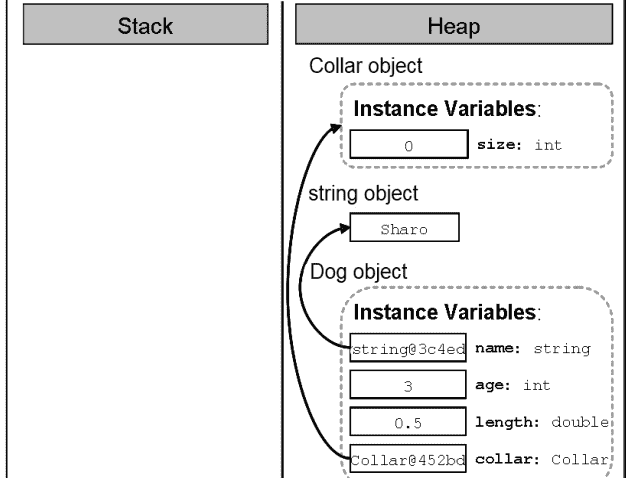 Stack
Heap
Collar object
Instance Variables:
0 size: int
string object
Sharo
Dog object
Instance Variables:
string@3c4ed name: string
3 age: int
0.5 length: double
Collar@452bd collar: Collar